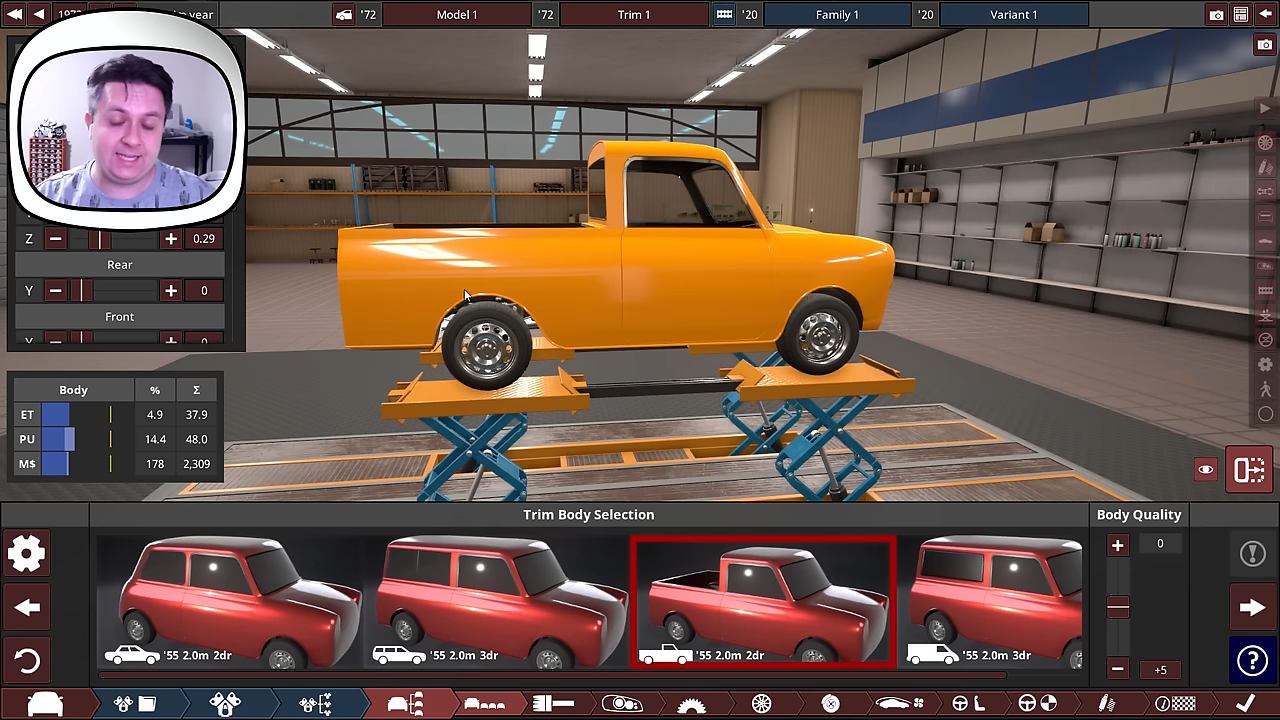 '72 Model 1 '72 Trim 1 '20 Family 1 '20 Variant 1
Z 0.29
Rear
Y 0
Front
Body % Σ
ET 4.9 37.9
PU 14.4 48.0
M$ 178 2,309
Trim Body Selection
Body Quality
0
+5
'55 2.0m 2dr
'55 2.0m 3dr
'55 2.0m 2dr
'55 2.0m 3dr